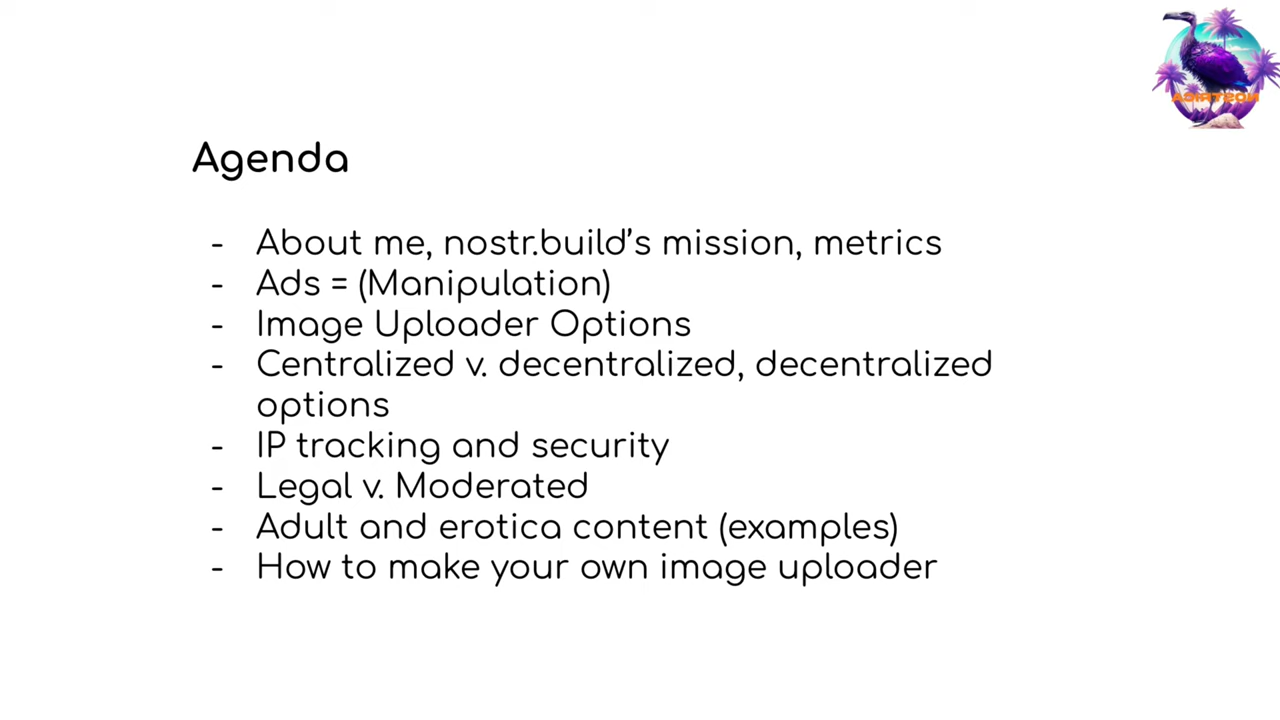 Agenda
- About me, nostr.build's mission, metrics
- Ads = (Manipulation)
- Image Uploader Options
- Centralized v. decentralized, decentralized
options
- IP tracking and security
- Legal v. Moderated
- Adult and erotica content (examples)
- How to make your own image uploader